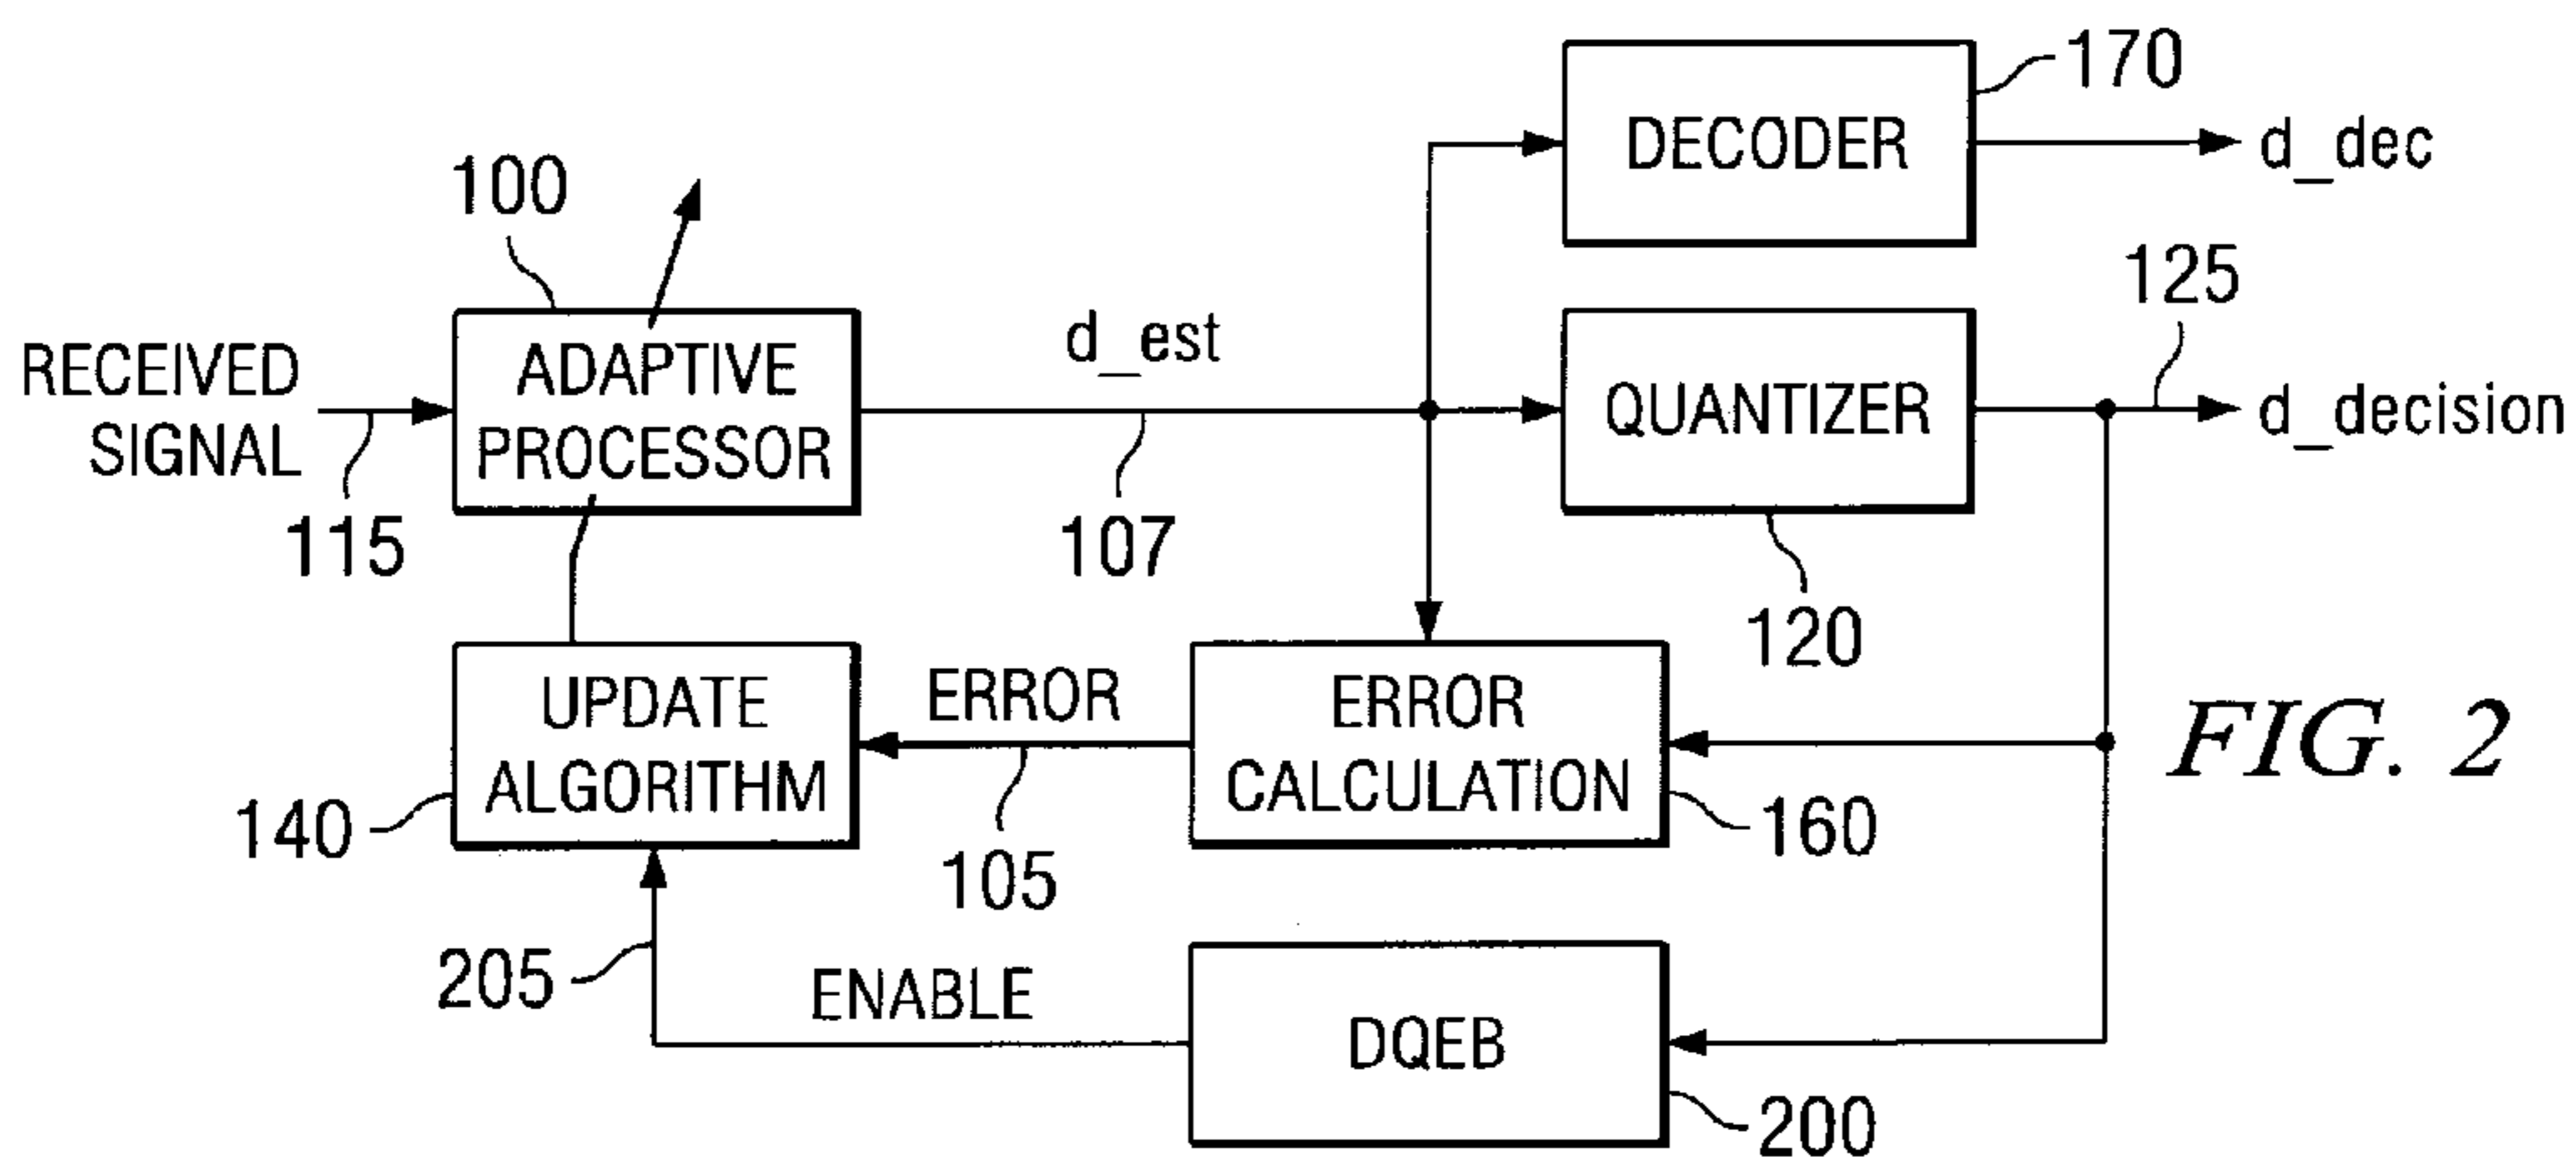 170
DECODER
d_dec
100
125
d_est
RECEIVED
SIGNAL
ADAPTIVE
PROCESSOR
QUANTIZER
d_decision
115
107
120
UPDATE
ALGORITHM
ERROR
ERROR
CALCULATION
FIG. 2
140
105
160
205
ENABLE
DQEB
200